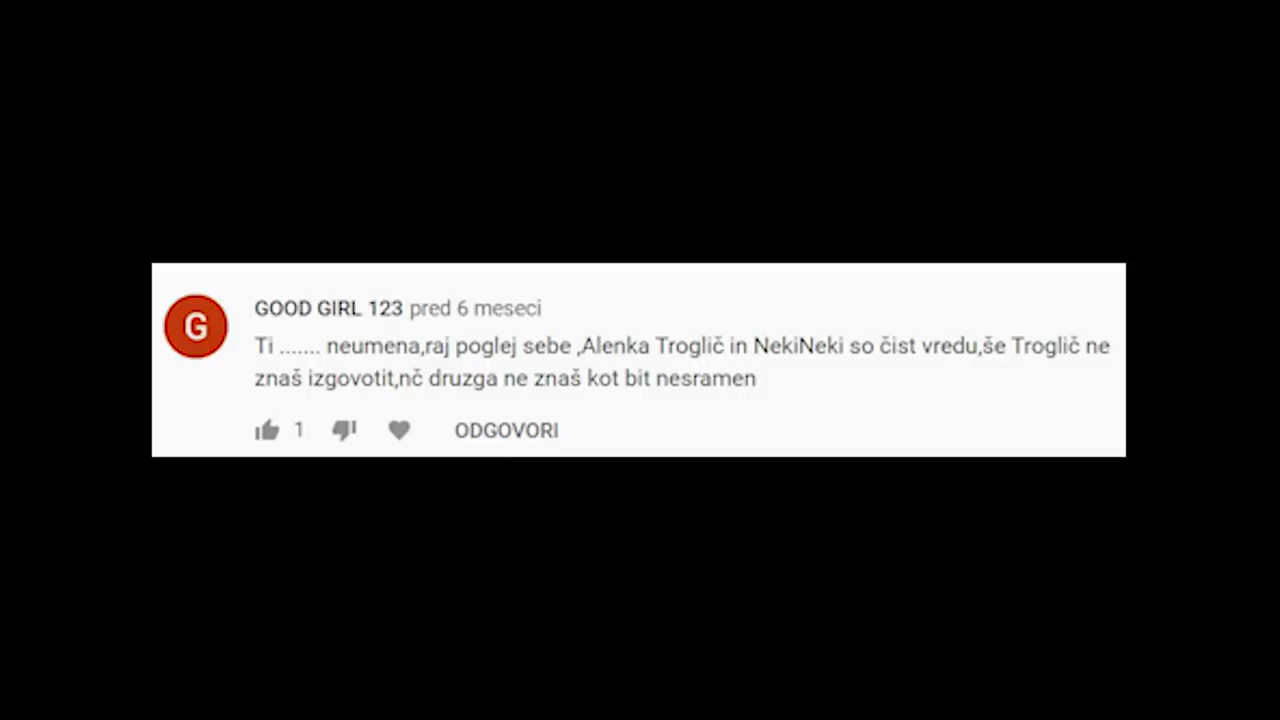 G
GOOD GIRL 123 pred 6 meseci
Ti ....... neumena,raj poglej sebe ,Alenka Troglič in NekiNeki so čist vredu,še Troglič ne
znaš izgovotit,nč druzga ne znaš kot bit nesramen
1
ODGOVORI